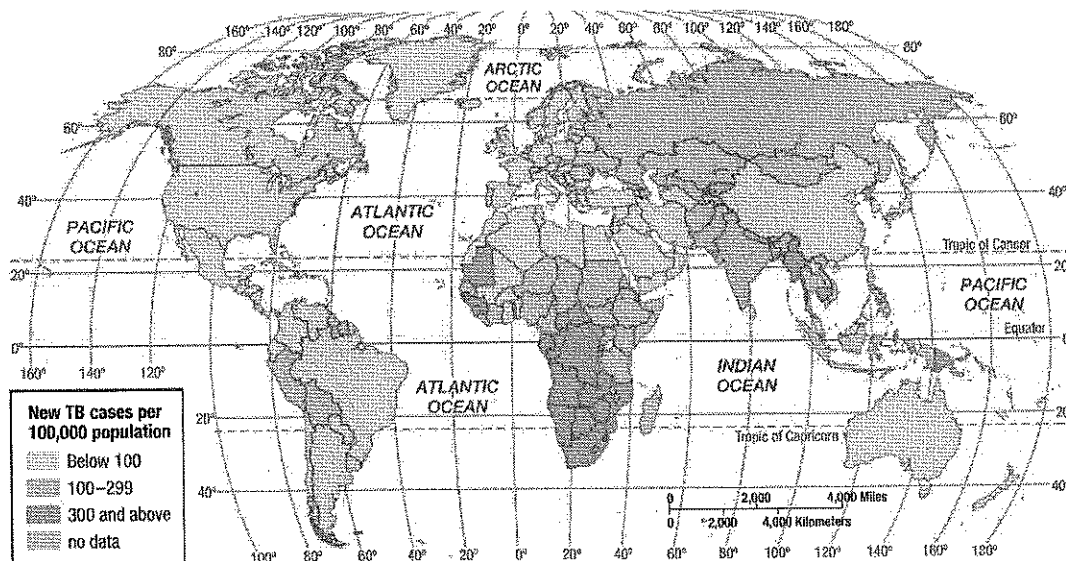 160° 140° 120° 100° 80° 60° 40° 20° 0° 20° 40° 60° 80° 100° 120° 140° 160° 180°
80° 80°
ARCTIC
OCEAN
60° 60°
40° 40°
PACIFIC
OCEAN
ATLANTIC
OCEAN
Tropic of Cancer
20° 20°
PACIFIC
OCEAN
Equator
0° 0°
160° 140° 120°
ATLANTIC
OCEAN
INDIAN
OCEAN
20° 20°
Tropic of Capricorn
40° 40°
New TB cases per
100,000 population
Below 100
100–299
300 and above
no data
0 2,000 4,000 Miles
0 2,000 4,000 Kilometers
100° 80° 60° 40° 20° 0° 20° 40° 60° 80° 100° 120° 140° 160° 180°